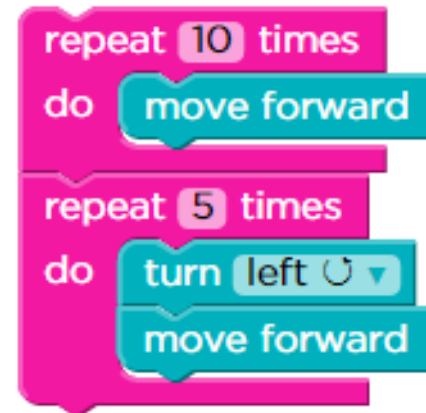 repeat 10 times
do move forward
repeat 5 times
do turn left
move forward